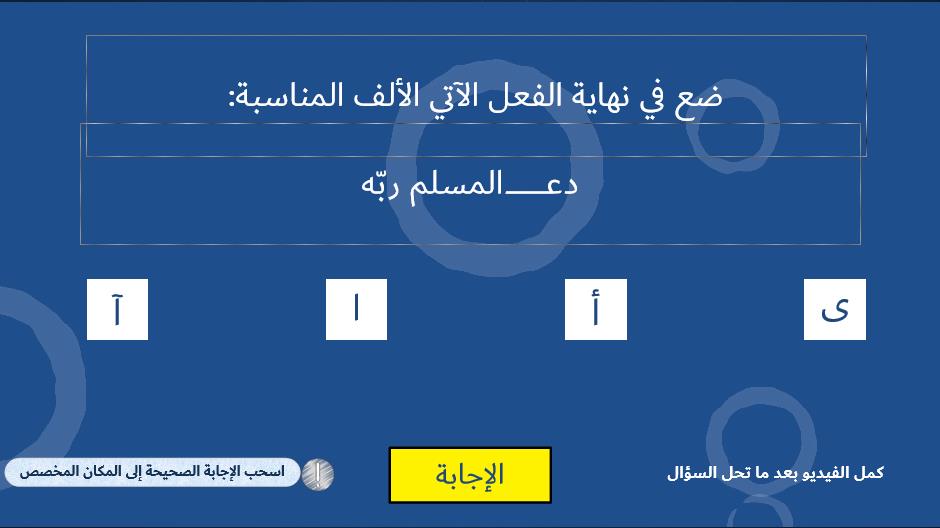 ضع في نهاية الفعل الآتي الألف المناسبة:
دعـــــالمسلم ربّه
ى
أ
ا
آ
كمل الفيديو بعد ما تحل السؤال
الإجابة
اسحب الإجابة الصحيحة إلى المكان المخصص